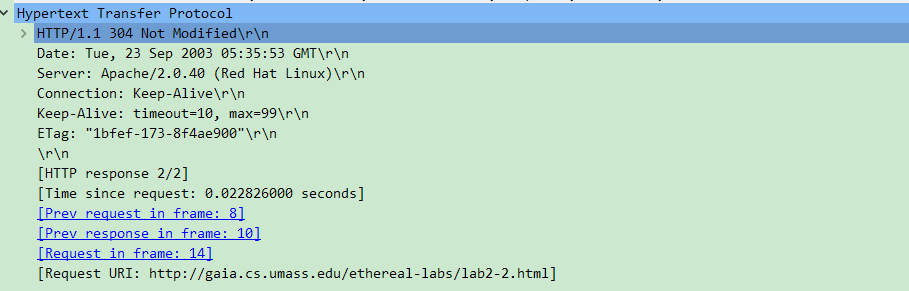 Hypertext Transfer Protocol
HTTP/1.1 304 Not Modified\r\n
Date: Tue, 23 Sep 2003 05:35:53 GMT\r\n
Server: Apache/2.0.40 (Red Hat Linux)\r\n
Connection: Keep-Alive\r\n
Keep-Alive: timeout=10, max=99\r\n
ETag: "1bfef-173-8f4ae900"\r\n
\r\n
[HTTP response 2/2]
[Time since request: 0.022826000 seconds]
[Prev request in frame: 8]
[Prev response in frame: 10]
[Request in frame: 14]
[Request URI: http://gaia.cs.umass.edu/ethereal-labs/lab2-2.html]